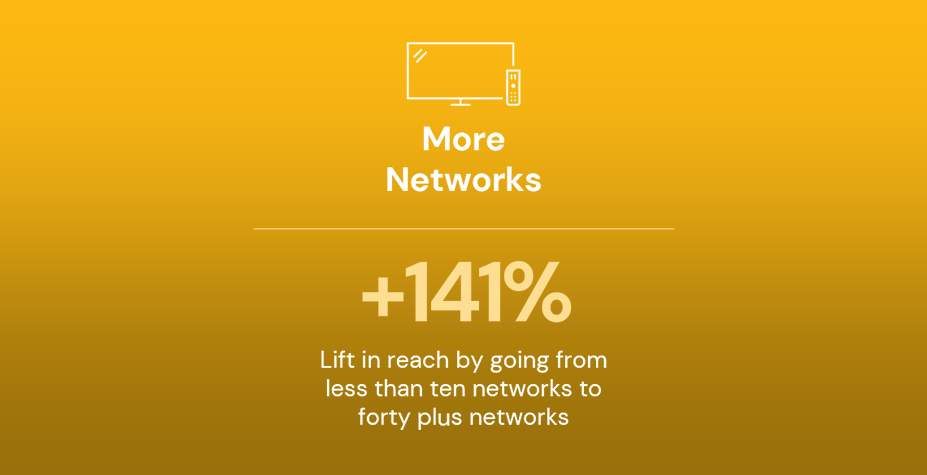 More
Networks
+141%
Lift in reach by going from
less than ten networks to
forty plus networks